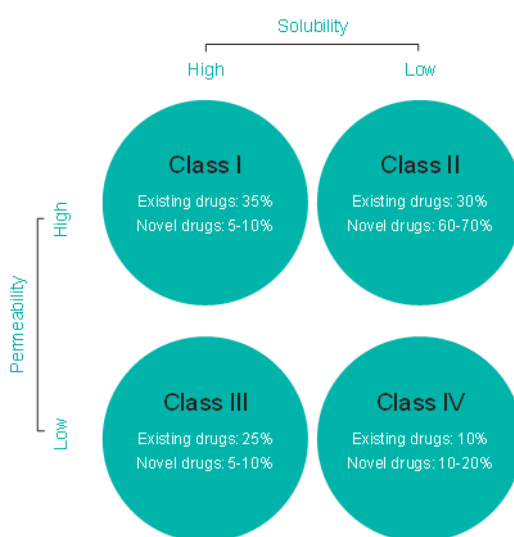 Solubility
High
Low
Class I
Existing drugs: 35%
Novel drugs: 5-10%
Class II
Existing drugs: 30%
Novel drugs: 60-70%
Permeability
High
Low
Class III
Existing drugs: 25%
Novel drugs: 5-10%
Class IV
Existing drugs: 10%
Novel drugs: 10-20%